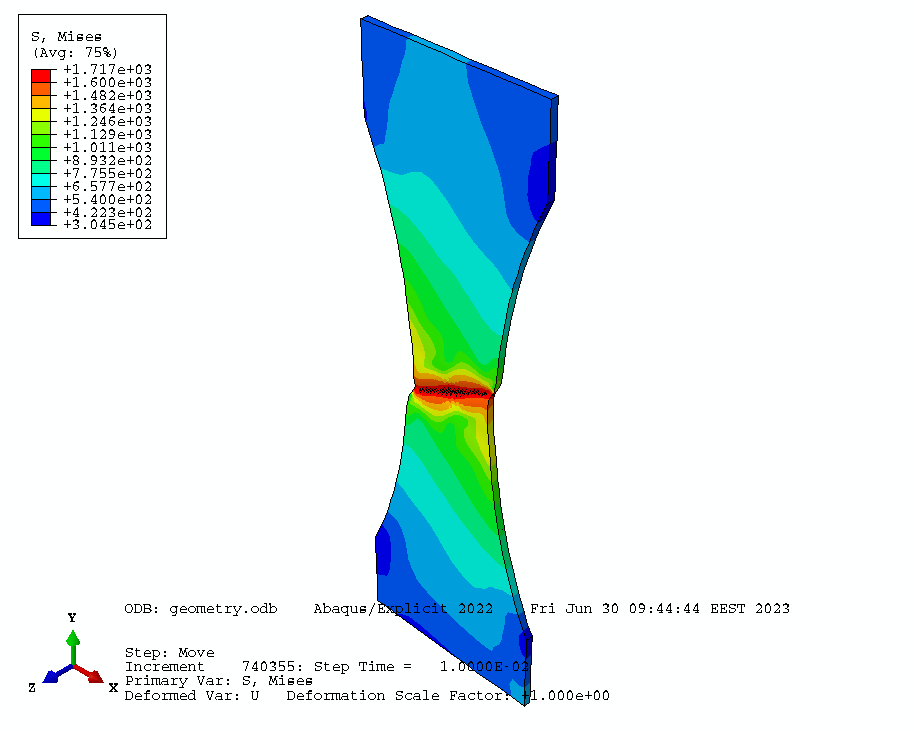 S, Mises
(Avg: 75%)
+1.717e+03
+1.600e+03
+1.482e+03
+1.364e+03
+1.246e+03
+1.129e+03
+1.011e+03
+8.932e+02
+7.755e+02
+6.577e+02
+5.400e+02
+4.223e+02
+3.045e+02
ODB: geometry.odb Abaqus/Explicit 2022 Fri Jun 30 09:44:44 EEST 2023
Y
Z
X
Step: Move
Increment 740355: Step Time = 1.0000E-02
Primary Var: S, Mises
Deformed Var: U Deformation Scale Factor: +1.000e+00